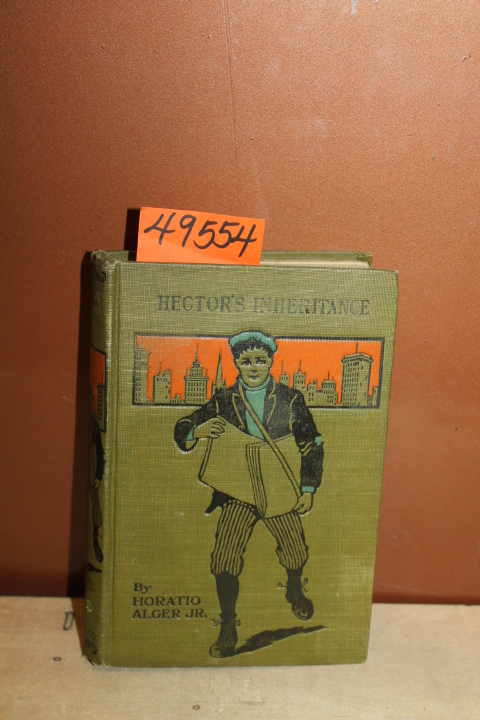 49554
HECTOR'S INHERITANCE
By
HORATIO
ALGER JR.